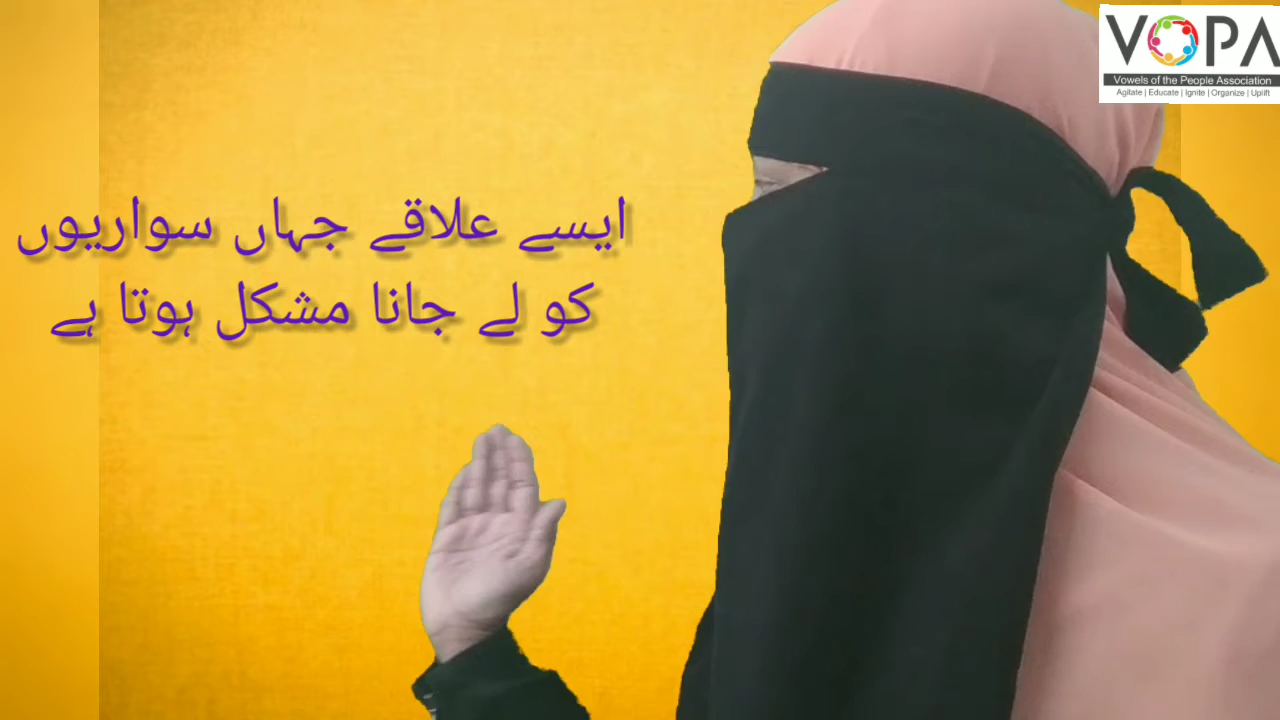 VOPA
Vowels of the People Association
Agitate | Educate | Ignite | Organize | Uplift
ایسے علاقے جہاں سواریوں
کو لے جانا مشکل ہوتا ہے